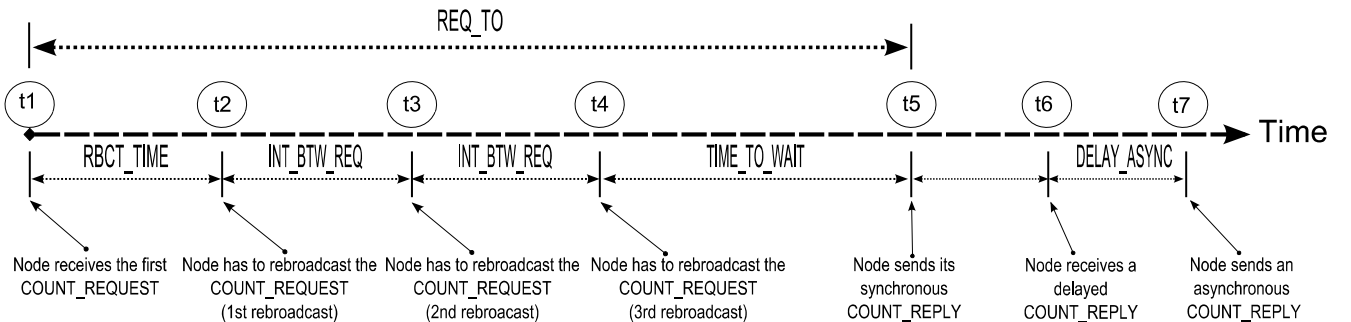 REQ_TO
t1 t2 t3 t4 t5 t6 t7
Time
RBCT_TIME INT_BTW_REQ INT_BTW_REQ TIME_TO_WAIT DELAY_ASYNC
Node receives the first
COUNT_REQUEST
Node has to rebroadcast the
COUNT_REQUEST
(1st rebroadcast)
Node has to rebroadcast the
COUNT_REQUEST
(2nd rebroacast)
Node has to rebroadcast the
COUNT_REQUEST
(3rd rebroadcast)
Node sends its
synchronous
COUNT_REPLY
Node receives a
delayed
COUNT_REPLY
Node sends an
asynchronous
COUNT_REPLY